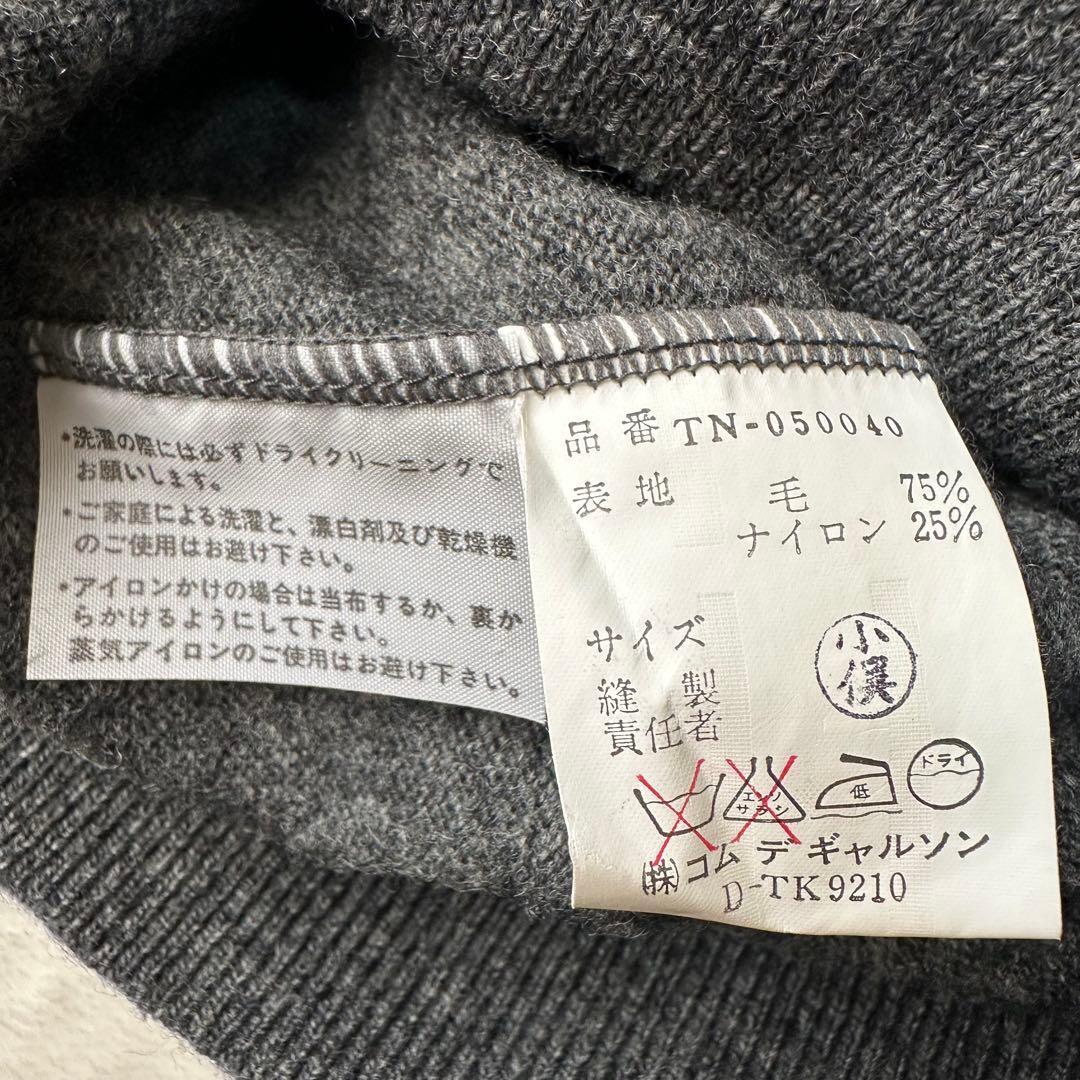 ・洗濯の際には必ずドライクリーニングで
お願いします。
・ご家庭による洗濯と、漂白剤及び乾燥機
のご使用はお避け下さい。
・アイロンかけの場合は当布するか、裏か
らかけるようにして下さい。
蒸気アイロンのご使用はお避け下さい。
品番 TN-050040
表地 毛 75%
ナイロン 25%
サイズ
縫製
責任者
小俣
エンソ
サラシ
低
ドライ
(株)コム デ ギャルソン
D-TK9210